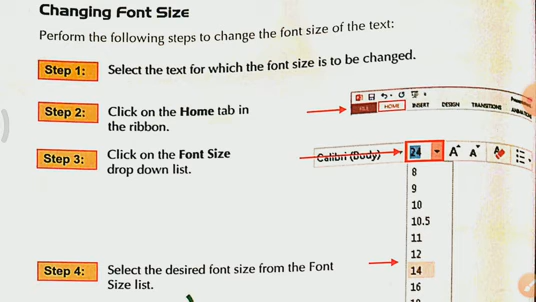 Changing Font Size
Perform the following steps to change the font size of the text:
Step 1: Select the text for which the font size is to be changed.
Step 2: Click on the Home tab in
the ribbon.
FILE HOME INSERT DESIGN TRANSITIONS
Step 3: Click on the Font Size
drop down list.
Calibri (Body) 24 A A A
8
9
10
10.5
11
12
14
16
Step 4: Select the desired font size from the Font
Size list.